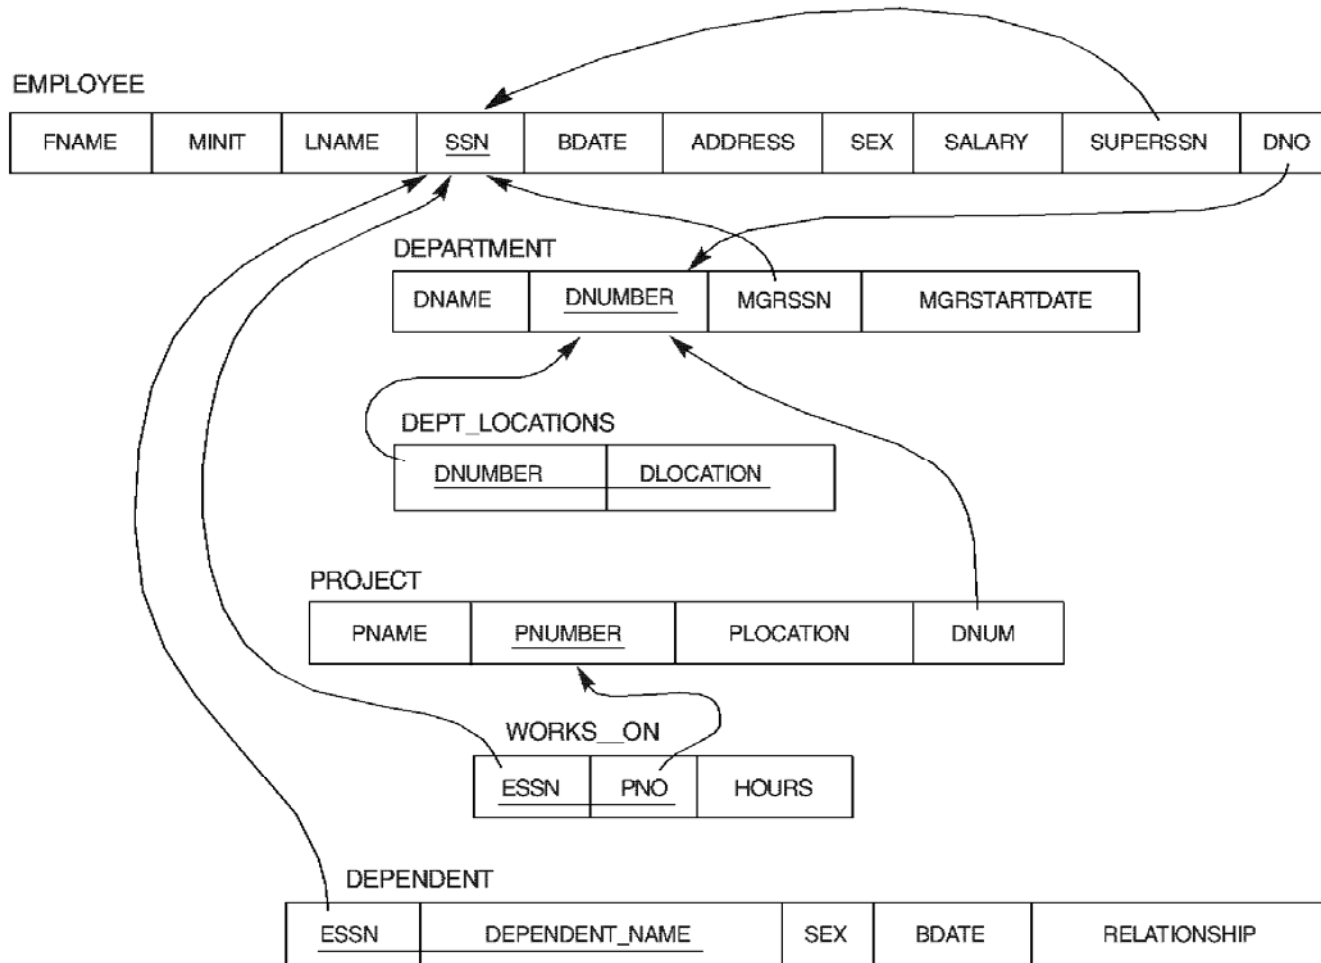 EMPLOYEE
FNAME MINIT LNAME SSN BDATE ADDRESS SEX SALARY SUPERSSN DNO
DEPARTMENT
DNAME DNUMBER MGRSSN MGRSTARTDATE
DEPT_LOCATIONS
DNUMBER DLOCATION
PROJECT
PNAME PNUMBER PLOCATION DNUM
WORKS__ON
ESSN PNO HOURS
DEPENDENT
ESSN DEPENDENT_NAME SEX BDATE RELATIONSHIP